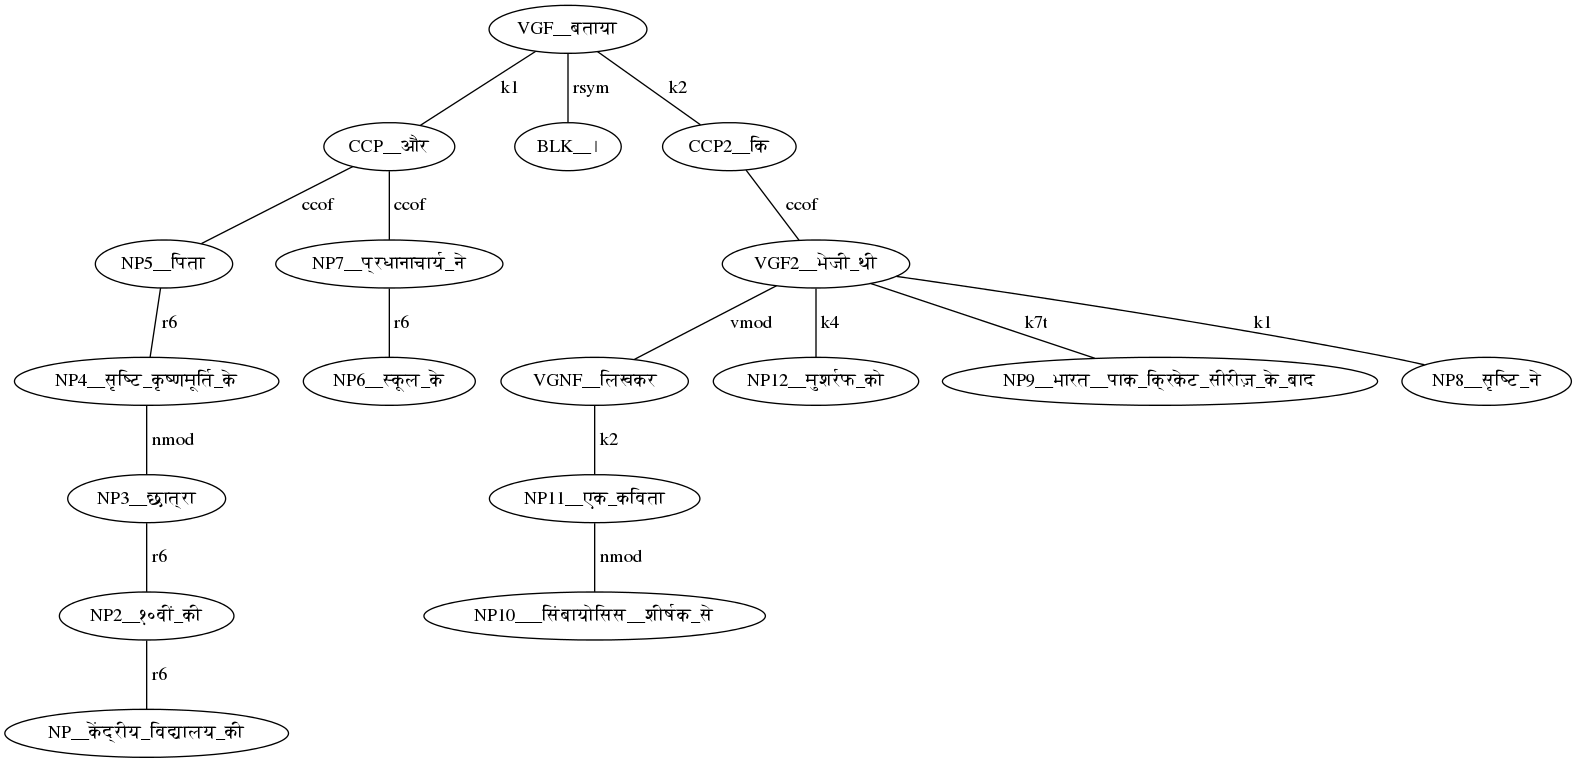 VGF__बताया
k1 rsym k2
CCP__और BLK__। CCP2__कि
ccof ccof ccof
NP5__पिता NP7__प्रधानाचार्य_ने VGF2__भेजी_थी
r6 r6 vmod k4 k7t k1
NP4__सृष्टि_कृष्णमूर्ति_के NP6__स्कूल_के VGNF__लिखकर NP12__मुशर्रफ_को NP9__भारत__पाक_क्रिकेट_सीरीज़_के_बाद NP8__सृष्टि_ने
nmod k2
NP3__छात्रा NP11__एक_कविता
r6 nmod
NP2__१०वीं_की NP10___सिंबायोसिस__शीर्षक_से
r6
NP__केंद्रीय_विद्यालय_की